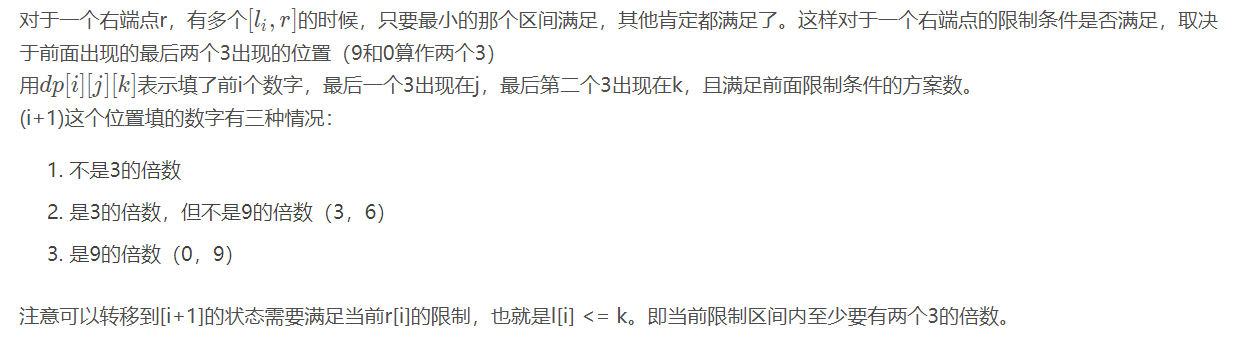 对于一个右端点r，有多个[l_i, r]的时候，只要最小的那个区间满足，其他肯定都满足了。这样对于一个右端点的限制条件是否满足，取决
于前面出现的最后两个3出现的位置（9和0算作两个3）
用dp[i][j][k]表示填了前i个数字，最后一个3出现在j，最后第二个3出现在k，且满足前面限制条件的方案数。
(i+1)这个位置填的数字有三种情况：
1. 不是3的倍数
2. 是3的倍数，但不是9的倍数（3，6）
3. 是9的倍数（0，9）
注意可以转移到[i+1]的状态需要满足当前r[i]的限制，也就是l[i] <= k。即当前限制区间内至少要有两个3的倍数。